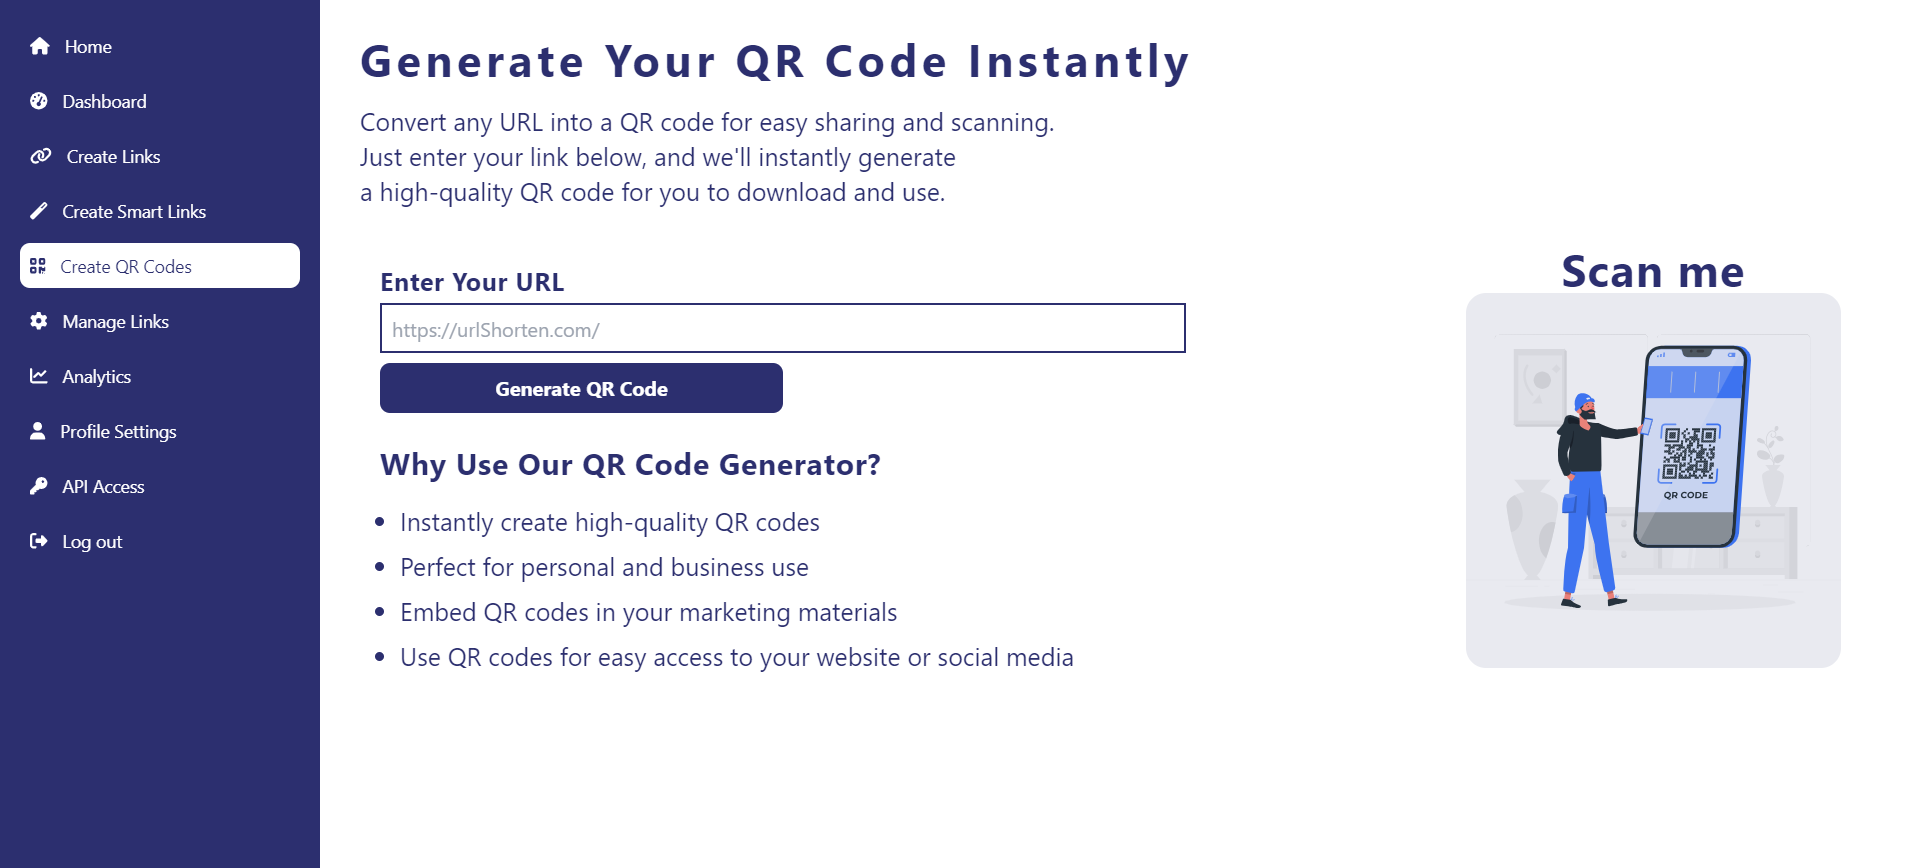 Home
Dashboard
Create Links
Create Smart Links
Create QR Codes
Manage Links
Analytics
Profile Settings
API Access
Log out
Generate Your QR Code Instantly
Convert any URL into a QR code for easy sharing and scanning.
Just enter your link below, and we'll instantly generate
a high-quality QR code for you to download and use.
Enter Your URL
https://urlShorten.com/
Generate QR Code
Why Use Our QR Code Generator?
Instantly create high-quality QR codes
Perfect for personal and business use
Embed QR codes in your marketing materials
Use QR codes for easy access to your website or social media
Scan me
QR CODE